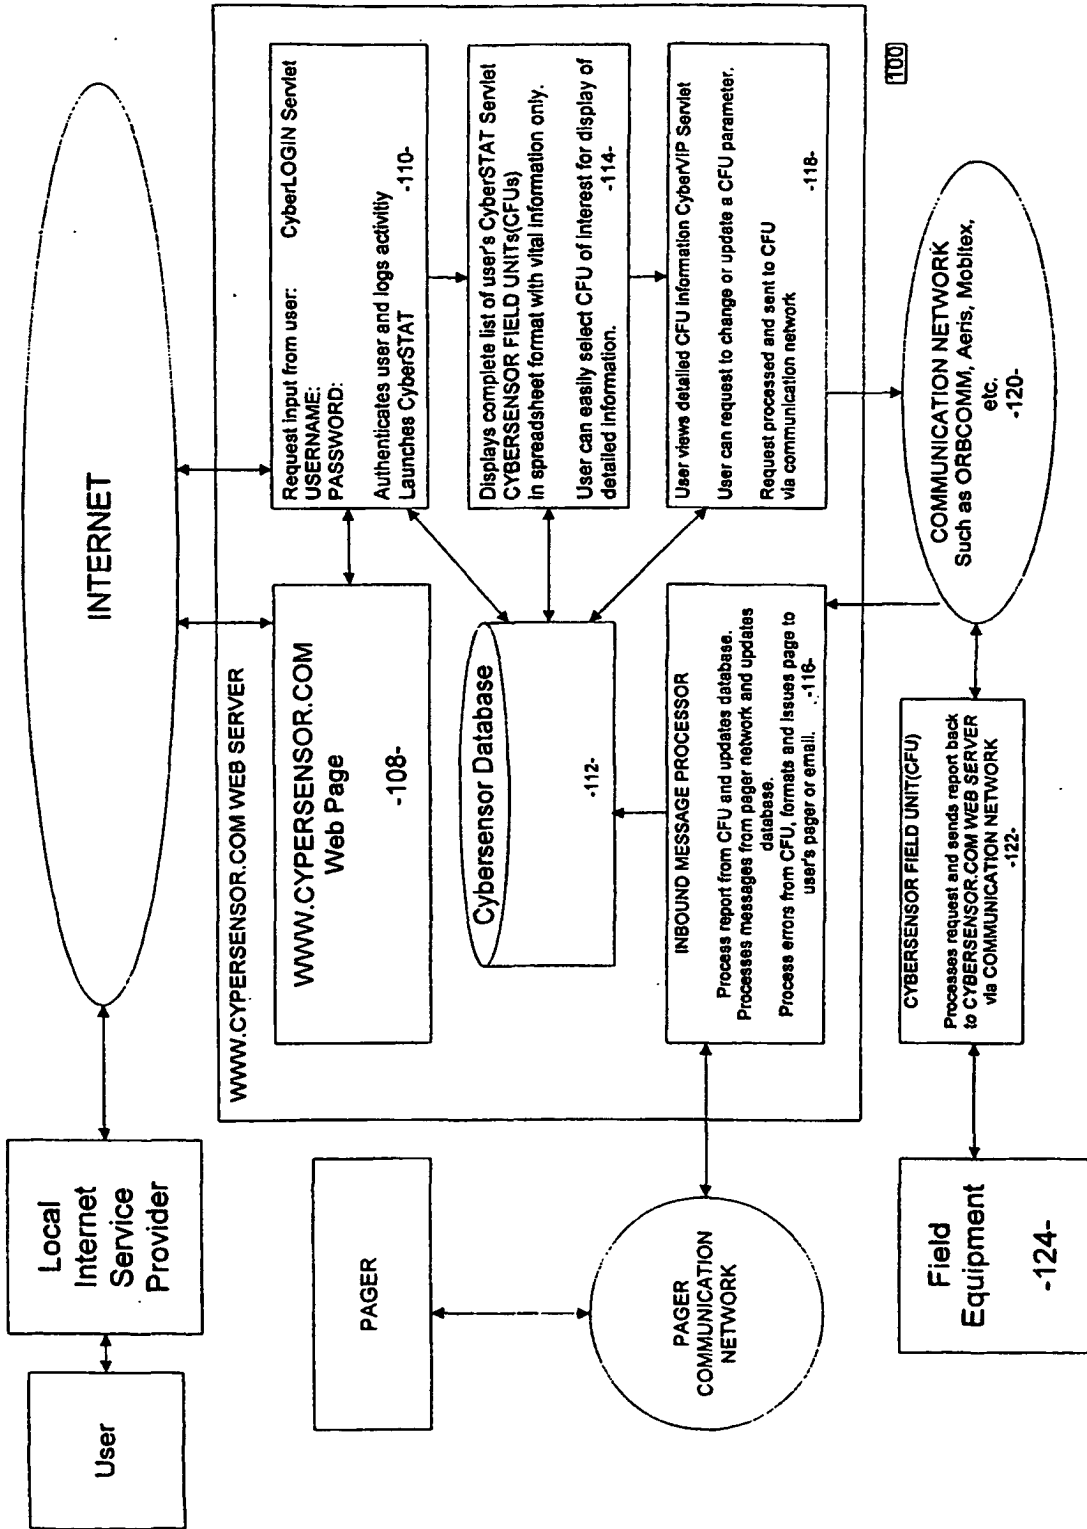 User
Local
Internet
Service
Provider
INTERNET
WWW.CYPERSENSOR.COM WEB SERVER
WWW.CYPERSENSOR.COM
Web Page
-108-
Request input from user: CyberLOGIN Servlet
USERNAME:
PASSWORD:
Authenticates user and logs activitiy
Launches CyberSTAT -110-
Cybersensor Database
-112-
Displays complete list of user's CyberSTAT Servlet
CYBERSENSOR FIELD UNITs(CFUs)
in spreadsheet format with vital information only.
User can easily select CFU of interest for display of
detailed information. -114-
INBOUND MESSAGE PROCESSOR
Process report from CFU and updates database.
Processes messages from pager network and updates
database.
Process errors from CFU, formats and issues page to
user's pager or email. -116-
User views detailed CFU information CyberVIP Servlet
User can request to change or update a CFU parameter.
Request processed and sent to CFU
via communication network -118-
100
PAGER
PAGER
COMMUNICATION
NETWORK
Field
Equipment
-124-
CYBERSENSOR FIELD UNIT(CFU)
Processes request and sends report back
to CYBERSENSOR.COM WEB SERVER
via COMMUNICATION NETWORK
-122-
COMMUNICATION NETWORK
Such as ORBCOMM, Aeris, Mobitex,
etc.
-120-